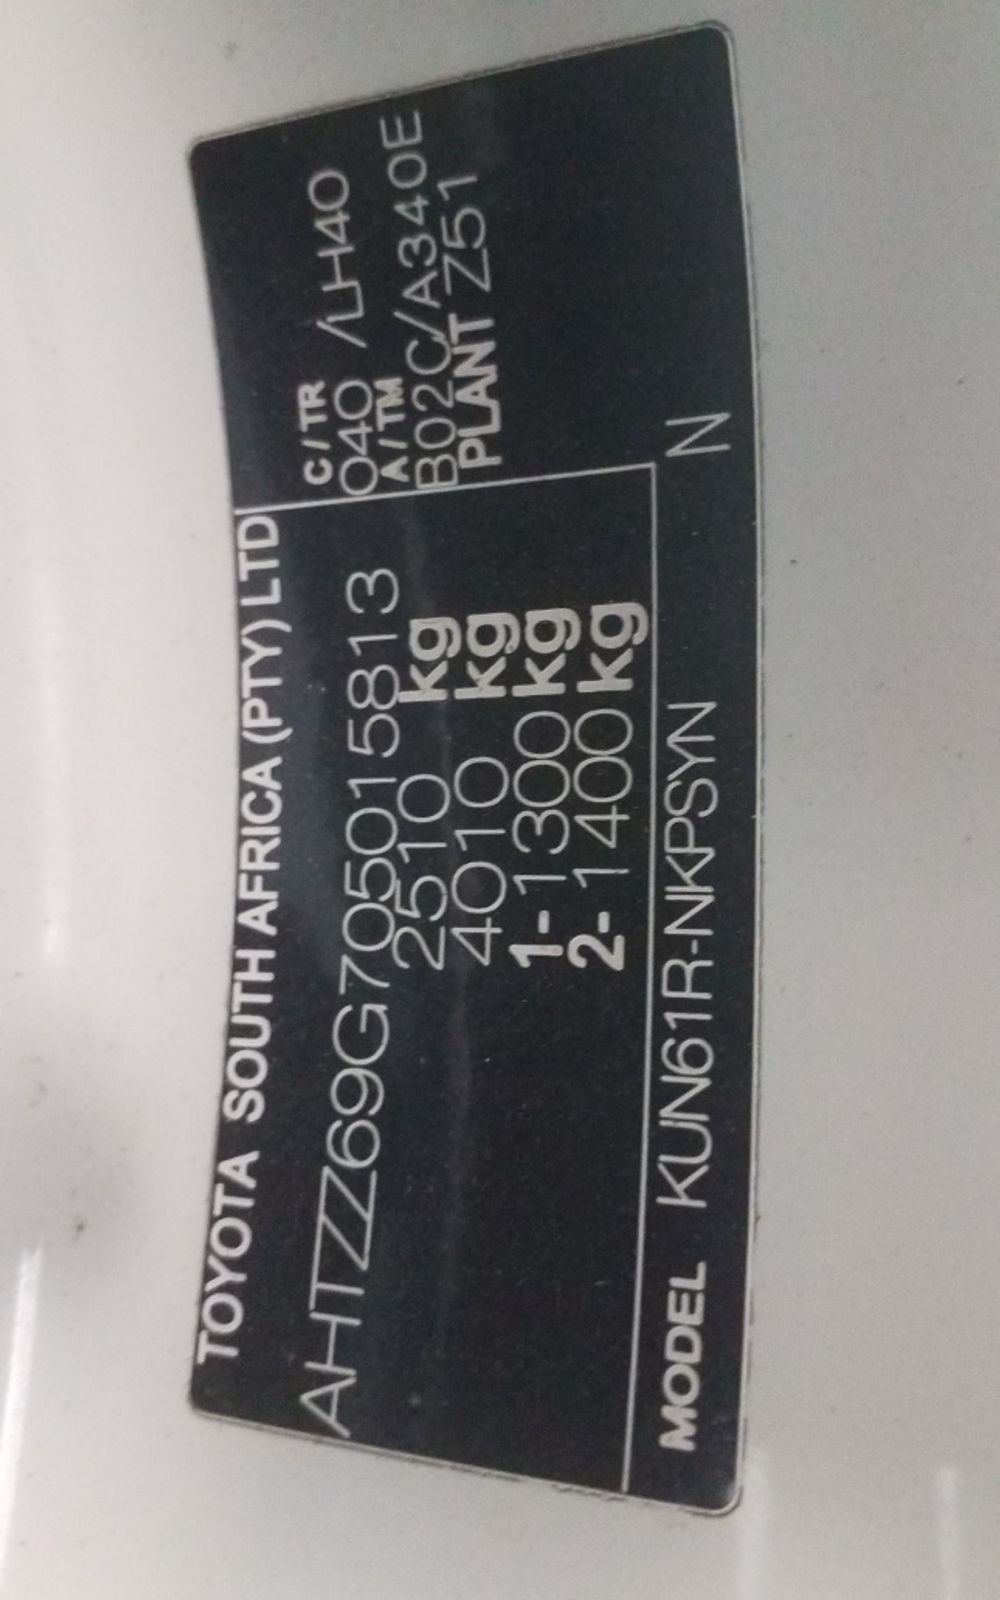 TOYOTA SOUTH AFRICA (PTY) LTD
AHTZZ69G705015813
2510 kg
4010 kg
1- 1300 kg
2- 1400 kg
C/TR
040 /LH40
A/TM
B02C/A340E
PLANT Z51
MODEL KUN61R-NKPSYN N